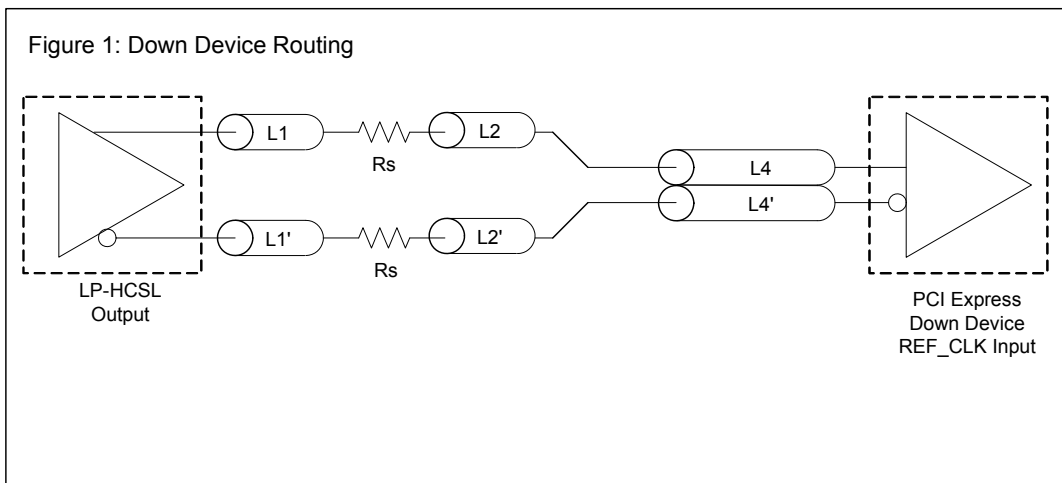 Figure 1: Down Device Routing
L1
Rs
L2
L4
L4'
L1'
Rs
L2'
LP-HCSL
Output
PCI Express
Down Device
REF_CLK Input